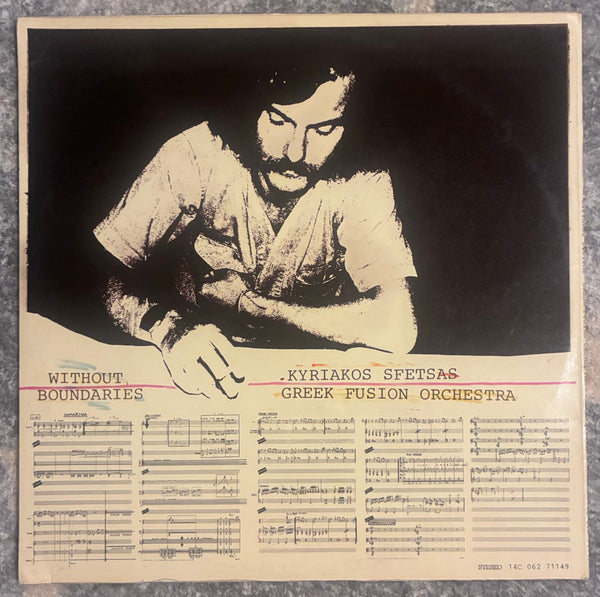 WITHOUT
BOUNDARIES
KYRIAKOS SFETSAS
GREEK FUSION ORCHESTRA
STEREO 14C 062 71149